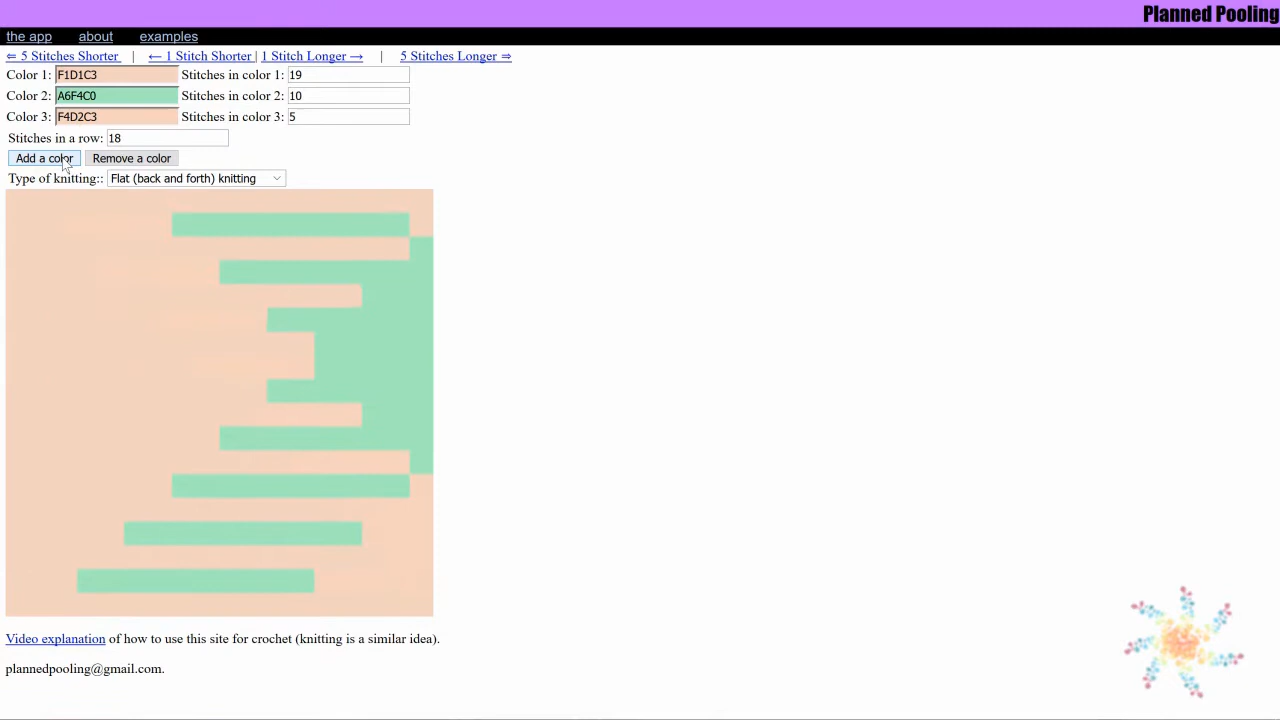 Planned Pooling
the app about examples
⇐ 5 Stitches Shorter | ← 1 Stitch Shorter | 1 Stitch Longer → | 5 Stitches Longer ⇒
Color 1: F1D1C3 Stitches in color 1: 19
Color 2: A6F4C0 Stitches in color 2: 10
Color 3: F4D2C3 Stitches in color 3: 5
Stitches in a row: 18
Add a color Remove a color
Type of knitting:: Flat (back and forth) knitting
Video explanation of how to use this site for crochet (knitting is a similar idea).
plannedpooling@gmail.com.